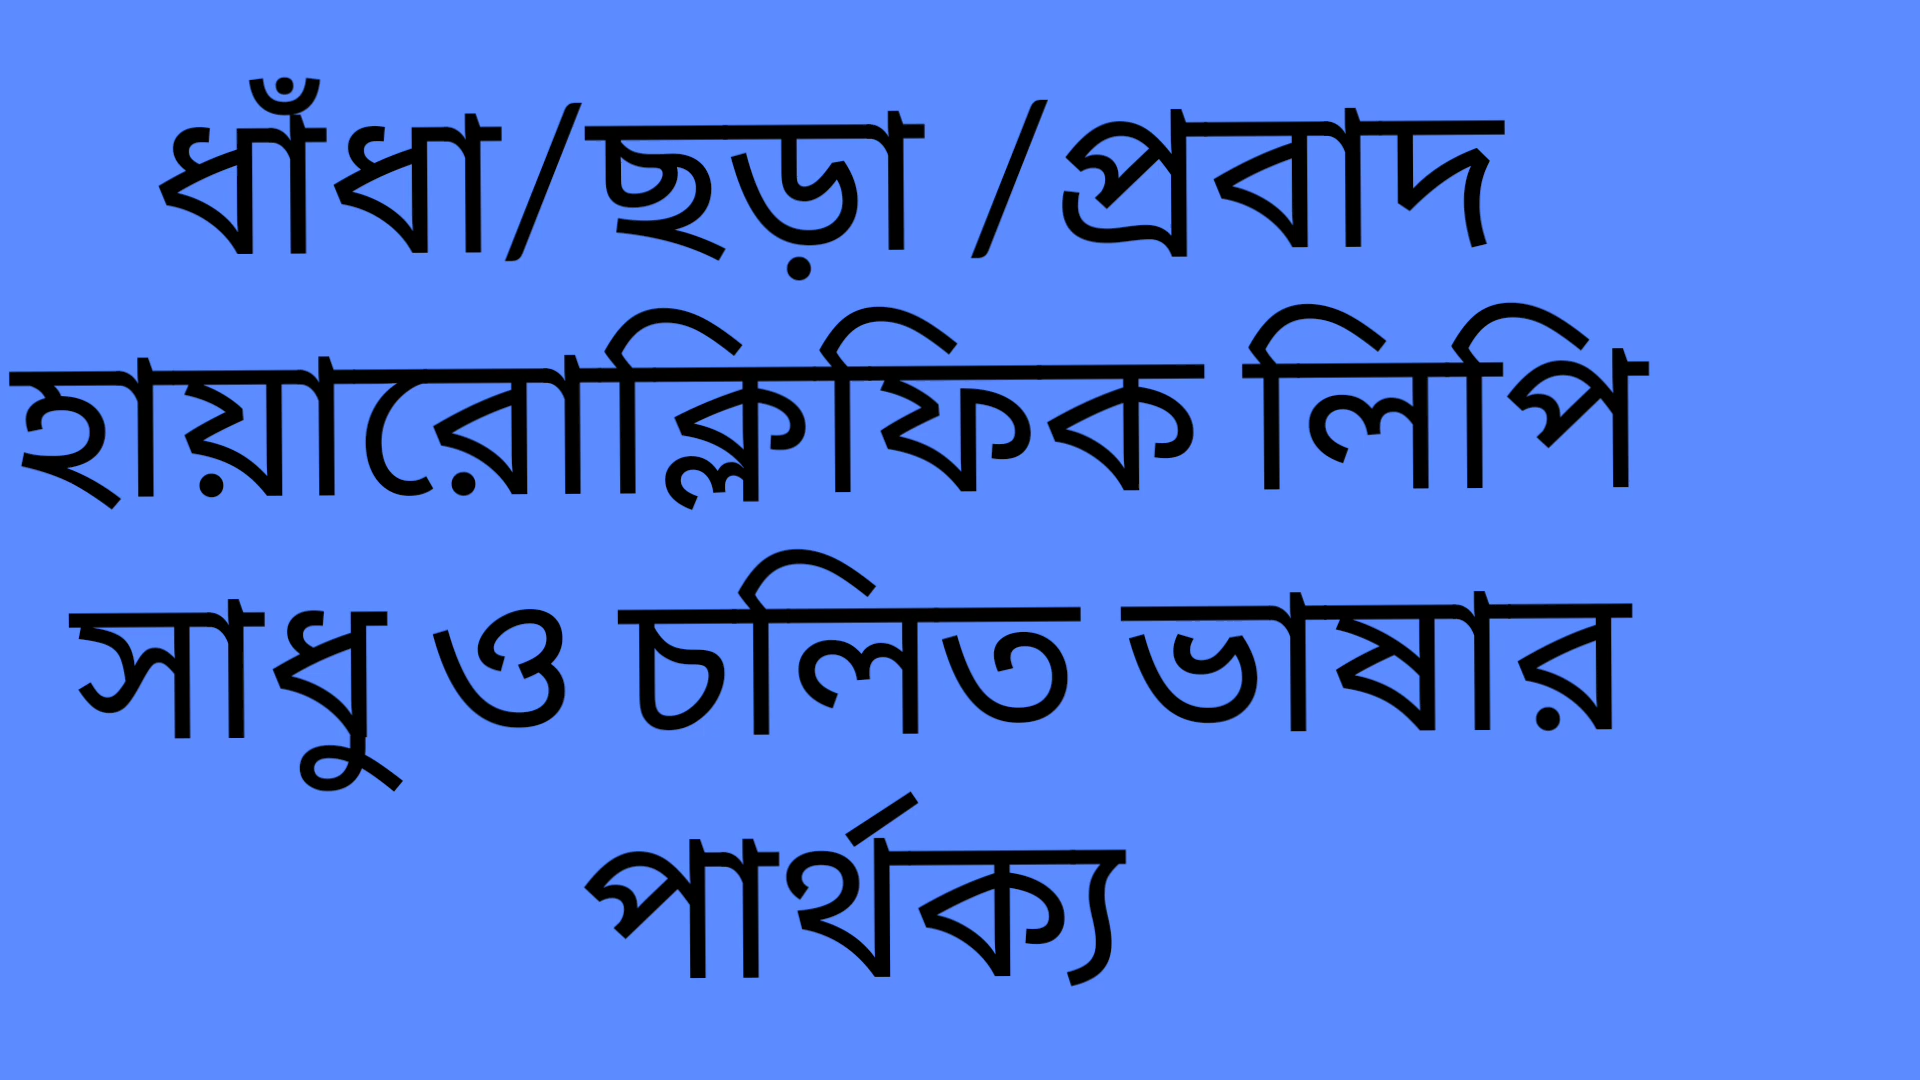 ধাঁধা/ছড়া /প্রবাদ
হায়ারোক্লিফিক লিপি
সাধু ও চলিত ভাষার
পার্থক্য